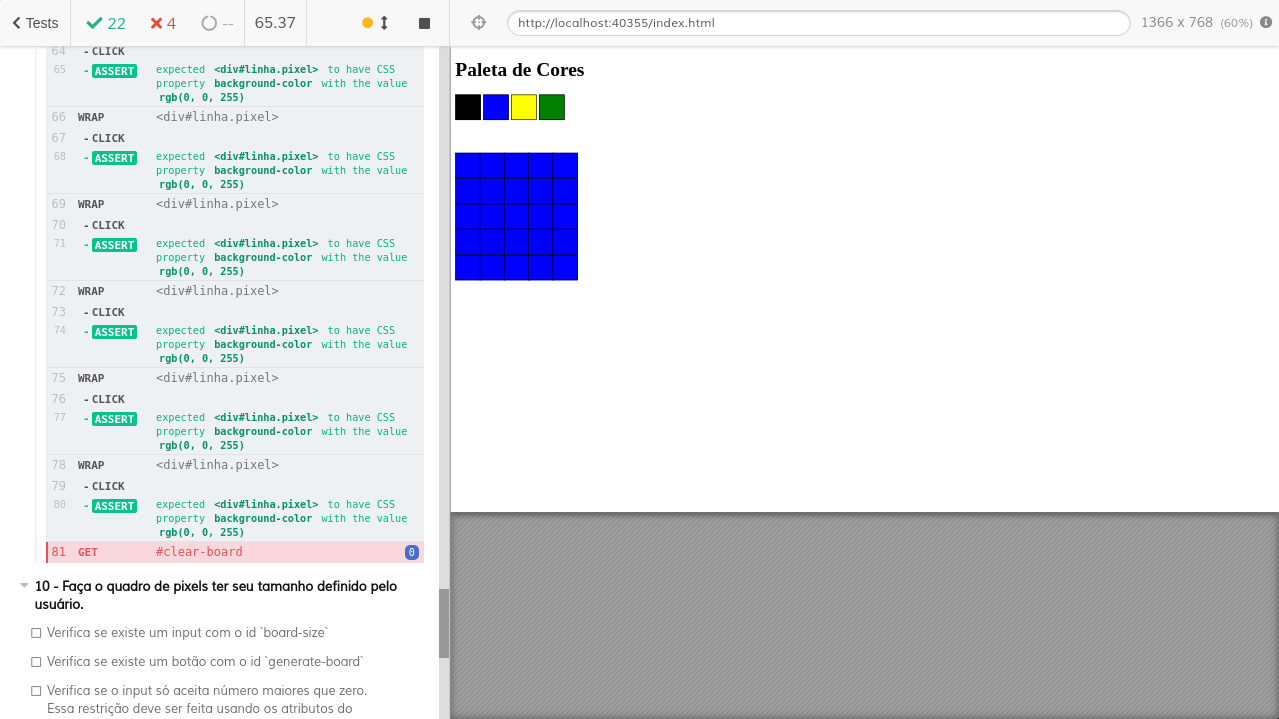 Tests
22
4
--
65.37
http://localhost:40355/index.html
1366 x 768 (60%)
64 - CLICK
65 - ASSERT expected <div#linha.pixel> to have CSS
property background-color with the value
rgb(0, 0, 255)
66 WRAP <div#linha.pixel>
67 - CLICK
68 - ASSERT expected <div#linha.pixel> to have CSS
property background-color with the value
rgb(0, 0, 255)
69 WRAP <div#linha.pixel>
70 - CLICK
71 - ASSERT expected <div#linha.pixel> to have CSS
property background-color with the value
rgb(0, 0, 255)
72 WRAP <div#linha.pixel>
73 - CLICK
74 - ASSERT expected <div#linha.pixel> to have CSS
property background-color with the value
rgb(0, 0, 255)
75 WRAP <div#linha.pixel>
76 - CLICK
77 - ASSERT expected <div#linha.pixel> to have CSS
property background-color with the value
rgb(0, 0, 255)
78 WRAP <div#linha.pixel>
79 - CLICK
80 - ASSERT expected <div#linha.pixel> to have CSS
property background-color with the value
rgb(0, 0, 255)
81 GET #clear-board 0
10 - Faça o quadro de pixels ter seu tamanho definido pelo
usuário.
Verifica se existe um input com o id `board-size`
Verifica se existe um botão com o id `generate-board`
Verifica se o input só aceita número maiores que zero.
Essa restrição deve ser feita usando os atributos do
Paleta de Cores